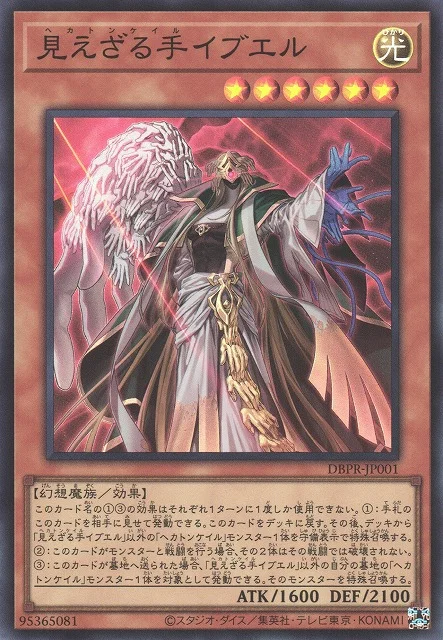 見えざる手イブエル
ヘカトンケイル
光
ひかり
DBPR-JP001
【幻想魔族／効果】
このカード名の①③の効果はそれぞれ1ターンに1度しか使用できない。①：手札の
このカードを相手に見せて発動できる。このカードをデッキに戻す。その後、デッキから
「見えざる手イブエル」以外の「ヘカトンケイル」モンスター1体を守備表示で特殊召喚する。
②：このカードがモンスターと戦闘を行う場合、その2体はその戦闘では破壊されない。
③：このカードが墓地へ送られた場合、「見えざる手イブエル」以外の自分の墓地の「ヘカ
トンケイル」モンスター1体を対象として発動できる。そのモンスターを特殊召喚する。
ATK/1600 DEF/2100
95365081
©スタジオ・ダイス／集英社・テレビ東京・KONAMI